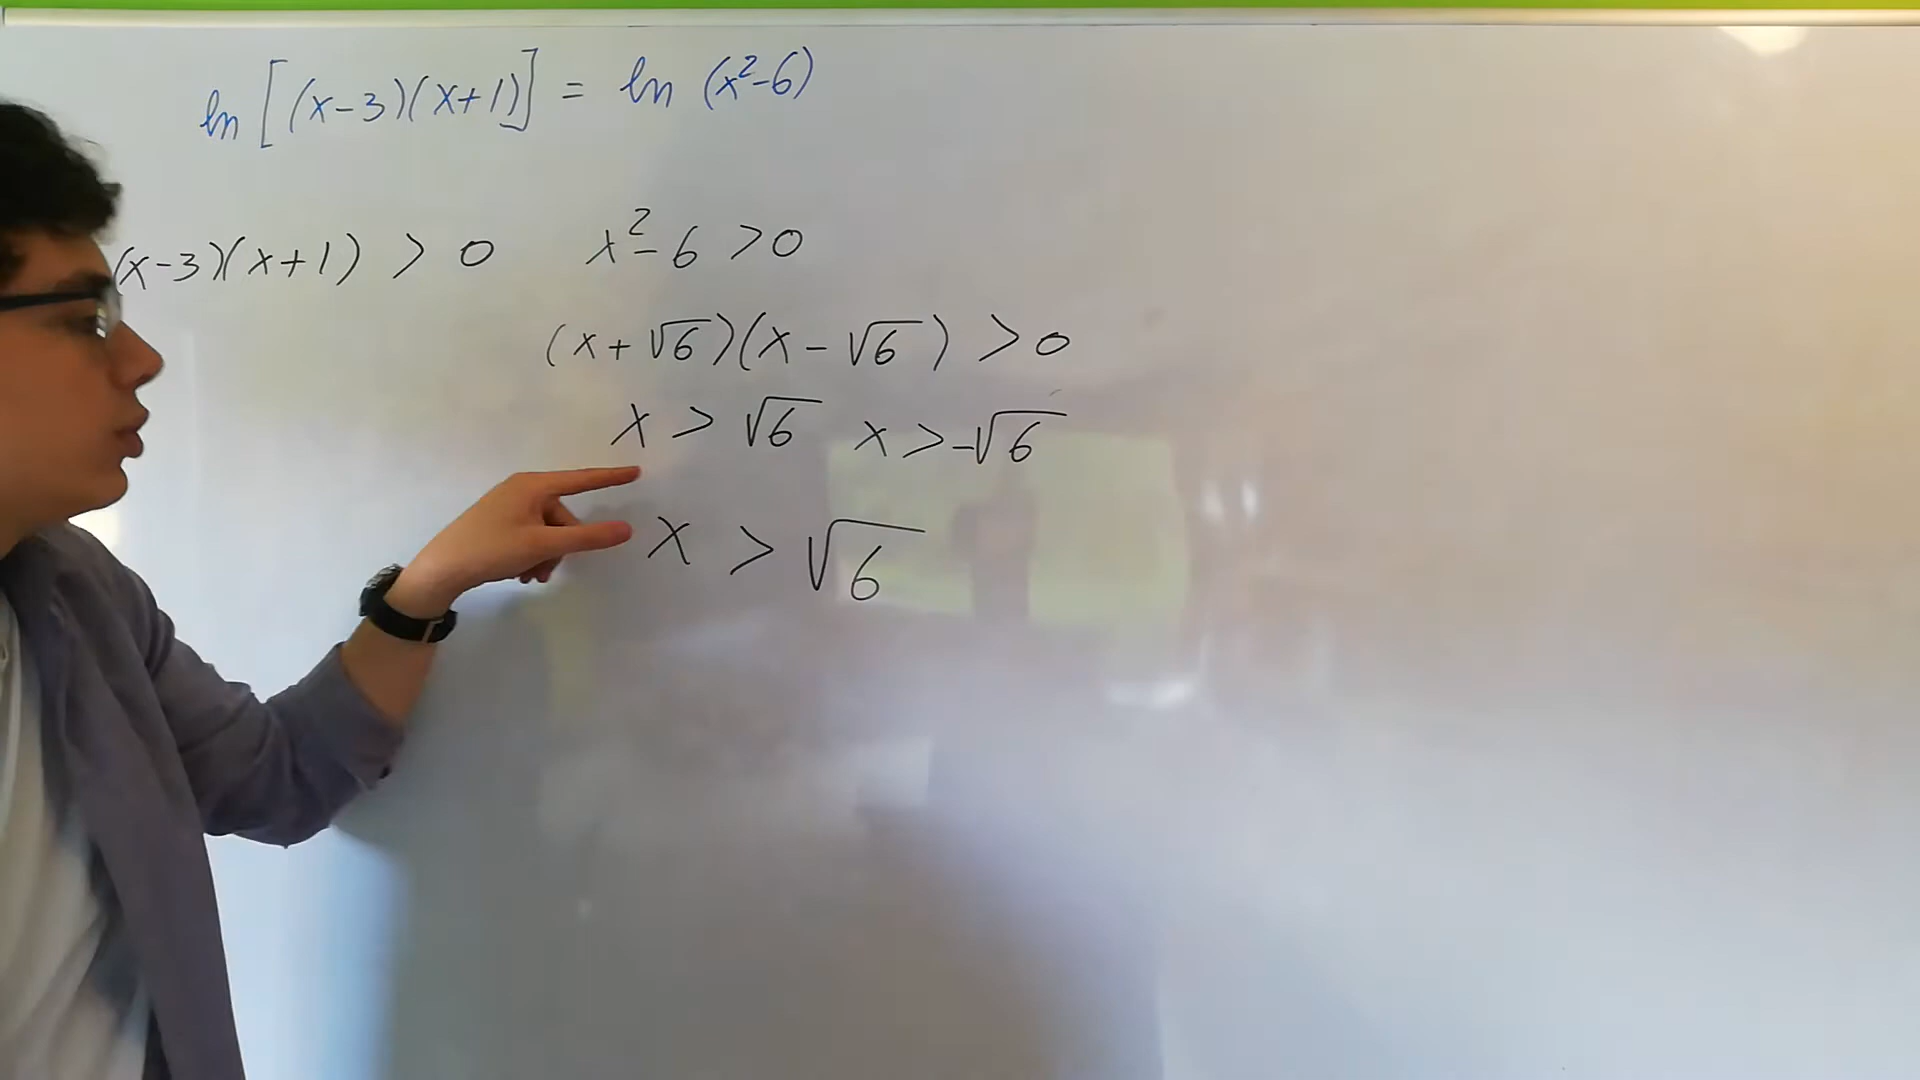 ln [(x-3)(x+1)] = ln (x²-6)
(x-3)(x+1) > 0   x²-6 >0
(x+√6)(x-√6) >0
x > √6   x >-√6
x > √6